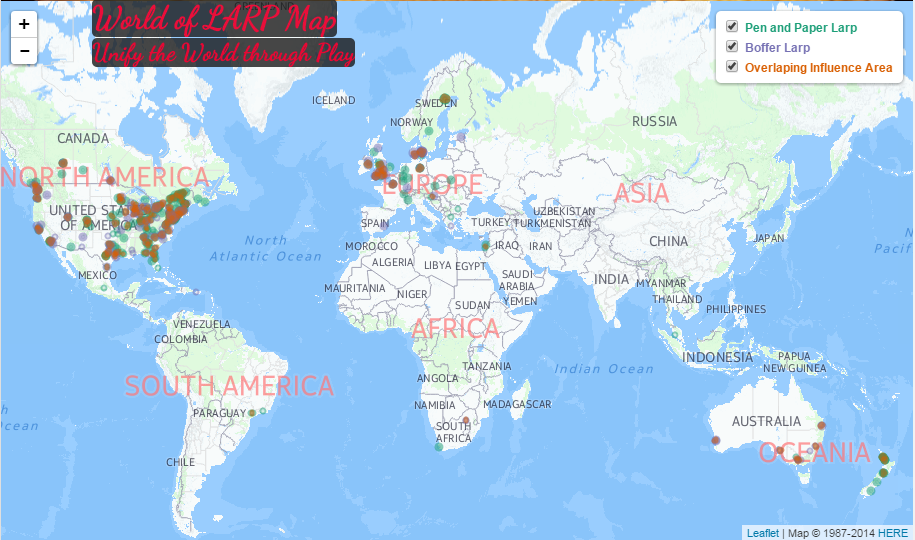 GREENLAND
World of LARP Map
Unify the World through Play
+
−
Pen and Paper Larp
Boffer Larp
Overlaping Influence Area
ICELAND
SWEDEN
NORWAY
RUSSIA
CANADA
NORTH AMERICA
EUROPE
ASIA
UNITED STATES
OF AMERICA
SPAIN
TURKEY
UZBEKISTAN
TURKMENISTAN
North
Atlantic Ocean
MOROCCO
IRAQ
IRAN
CHINA
JAPAN
North
Pacif
ALGERIA
LIBYA
EGYPT
MEXICO
SAUDI
ARABIA
INDIA
MYANMAR
MAURITANIA
NIGER
SUDAN
YEMEN
THAILAND
PHILIPPINES
VENEZUELA
COLOMBIA
AFRICA
INDONESIA
PAPUA
NEW GUINEA
TANZANIA
Indian Ocean
SOUTH AMERICA
ANGOLA
NAMIBIA
MADAGASCAR
PARAGUAY
SOUTH
AFRICA
AUSTRALIA
OCEANIA
CHILE
Leaflet | Map © 1987-2014 HERE